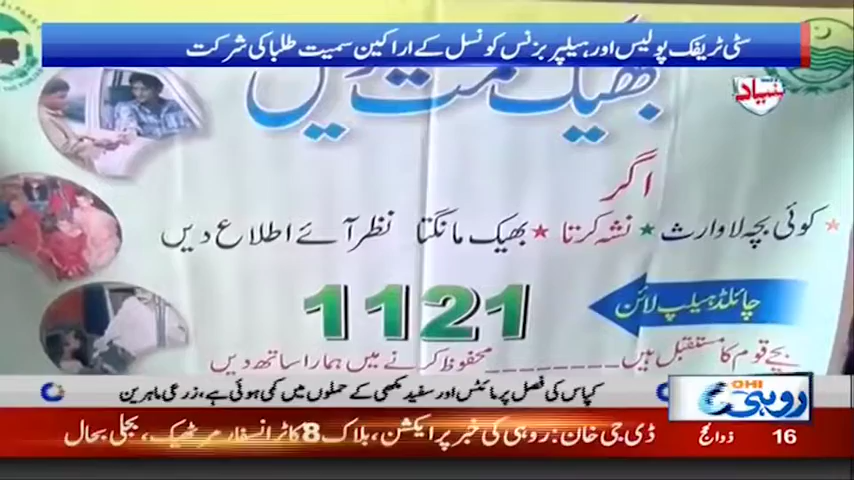 سٹی ٹریفک پولیس اور ہیلپر بزنس کونسل کے اراکین سمیت طلبا کی شرکت
بھیک مت دیں
بنیاد
اگر
* کوئی بچہ لاوارث * نشہ کرتا * بھیک مانگتا نظر آئے اطلاع دیں
چائلڈ ہیلپ لائن
1121
بچے قوم کا مستقبل ہیں ________ محفوظ کرنے میں ہمارا ساتھ دیں
کپاس کی فصل پر مائٹس اور سفید مکھی کے حملوں میں کمی ہوئی ہے، زرعی ماہرین
OHI
روہی
ڈی جی خان: روہی کی خبر پر ایکشن، بلاک 8 کا ٹرانسفارمر ٹھیک، بجلی بحال
16 ذوالحج